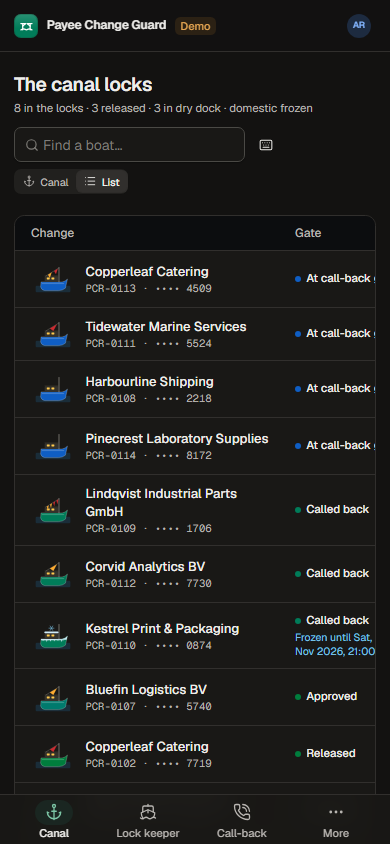 Payee Change Guard Demo AR
The canal locks
8 in the locks · 3 released · 3 in dry dock · domestic frozen
Find a boat...
Canal List
Change Gate
Copperleaf Catering
PCR-0113 · •••• 4509
At call-back
Tidewater Marine Services
PCR-0111 · •••• 5524
At call-back
Harbourline Shipping
PCR-0108 · •••• 2218
At call-back
Pinecrest Laboratory Supplies
PCR-0114 · •••• 8172
At call-back
Lindqvist Industrial Parts
GmbH
PCR-0109 · •••• 1706
Called back
Corvid Analytics BV
PCR-0112 · •••• 7730
Called back
Kestrel Print & Packaging
PCR-0110 · •••• 0874
Called back
Frozen until Sat,
Nov 2026, 21:00
Bluefin Logistics BV
PCR-0107 · •••• 5740
Approved
Copperleaf Catering
PCR-0102 · •••• 7719
Released
Canal Lock keeper Call-back More